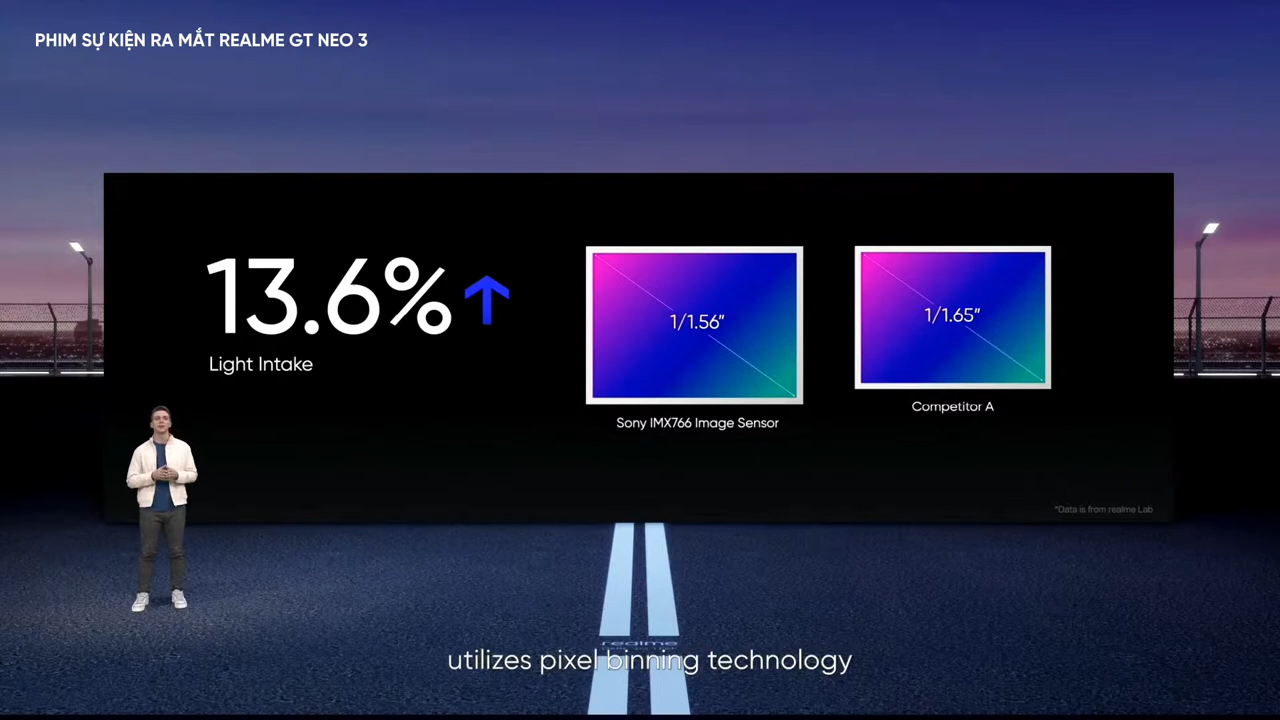 PHIM SỰ KIỆN RA MẮT REALME GT NEO 3
13.6%
Light Intake
1/1.56”
Sony IMX766 Image Sensor
1/1.65”
Competitor A
*Data is from realme Lab
realme
utilizes pixel binning technology